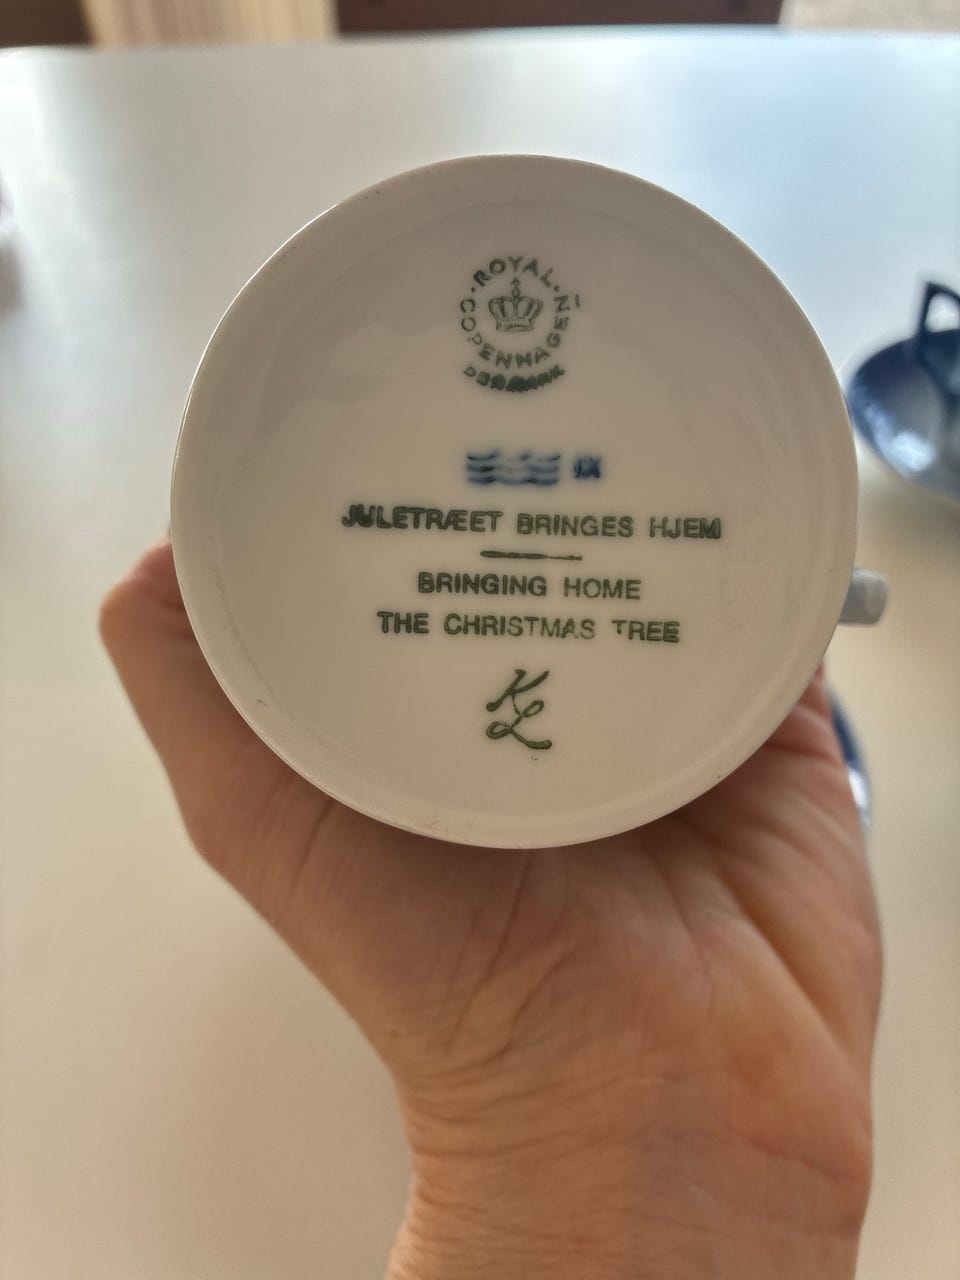 ROYAL
COPENHAGEN
DENMARK
JULETRÆET BRINGES HJEM
BRINGING HOME
THE CHRISTMAS TREE
KL